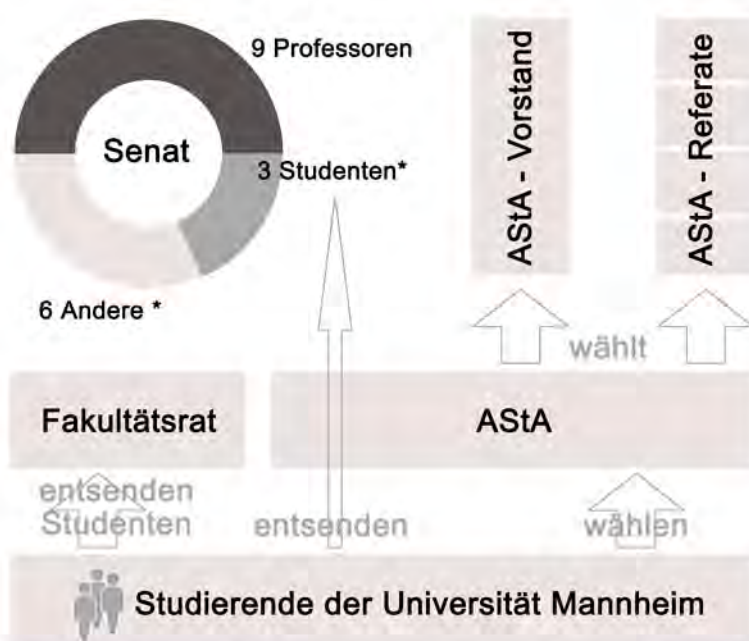 9 Professoren
Senat
3 Studenten*
6 Andere *
AStA - Vorstand
AStA - Referate
wählt
Fakultätsrat
AStA
entsenden
Studenten
entsenden
wählen
Studierende der Universität Mannheim